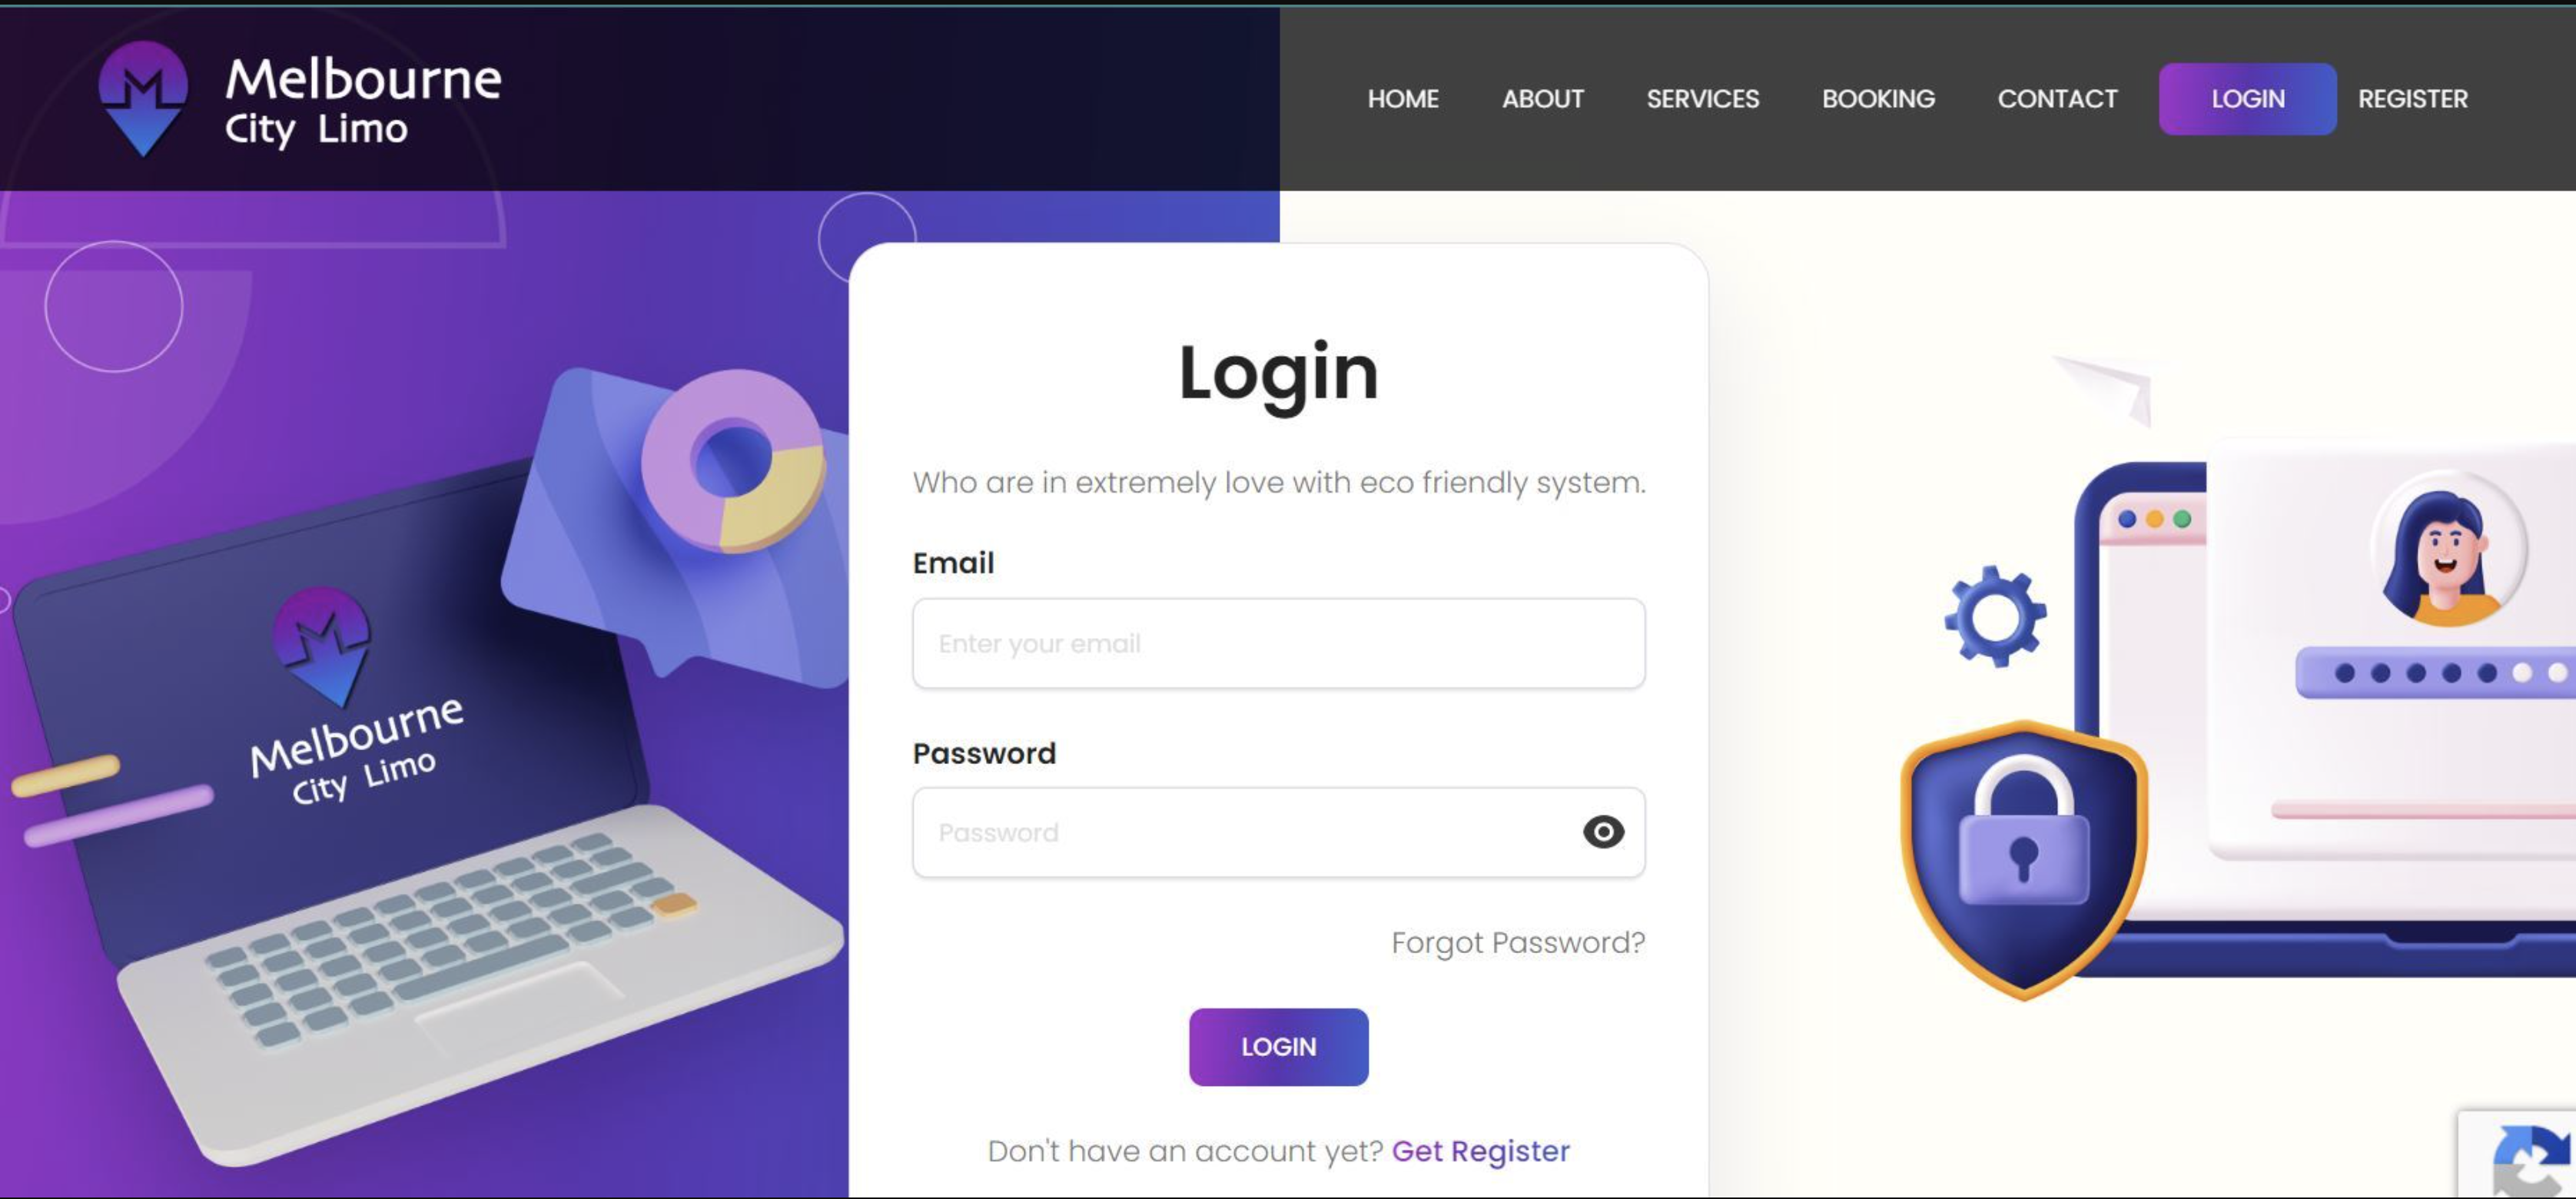 Melbourne
City Limo
HOME ABOUT SERVICES BOOKING CONTACT LOGIN REGISTER
Login
Who are in extremely love with eco friendly system.
Email
Enter your email
Password
Password
Forgot Password?
LOGIN
Don't have an account yet? Get Register
Melbourne
City Limo